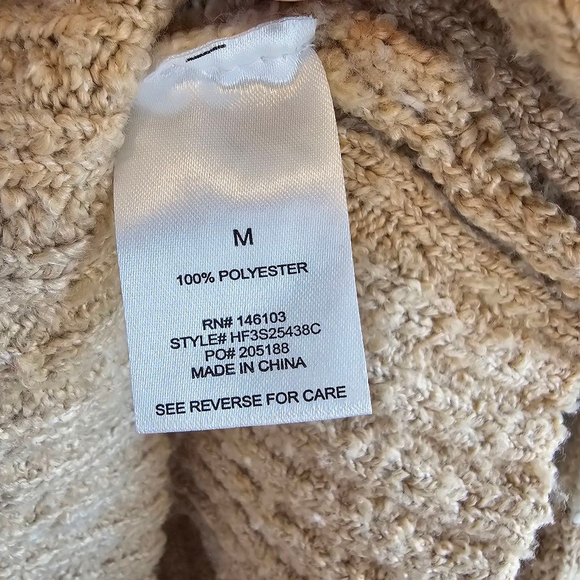 M
100% POLYESTER
RN# 146103
STYLE# HF3S25438C
PO# 205188
MADE IN CHINA
SEE REVERSE FOR CARE